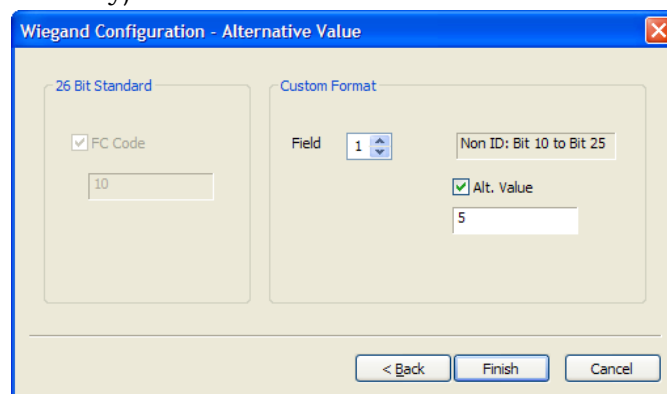 Wiegand Configuration - Alternative Value
26 Bit Standard
FC Code
10
Custom Format
Field 1 Non ID: Bit 10 to Bit 25
Alt. Value
5
< Back Finish Cancel